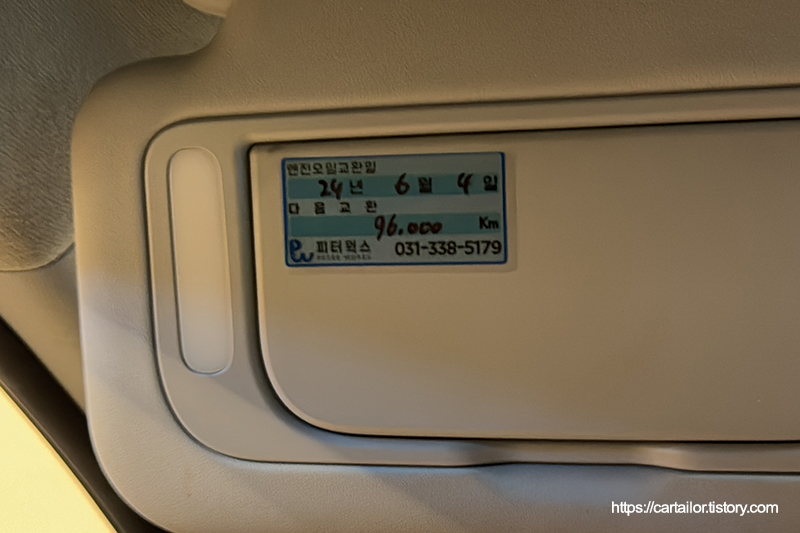 엔진오일교환일
24년 6월 4일
다음교환
96.000 Km
피터웍스 031-338-5179
https://cartailor.tistory.com